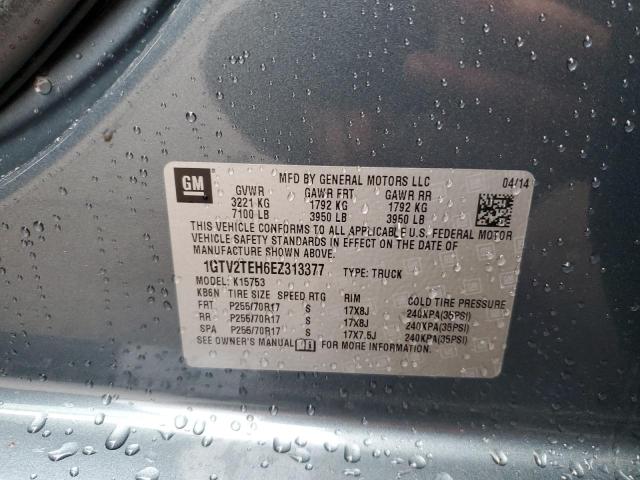 GM
MFD BY GENERAL MOTORS LLC 04/14
GVWR GAWR FRT GAWR RR
3221 KG 1792 KG 1792 KG
7100 LB 3950 LB 3950 LB
THIS VEHICLE CONFORMS TO ALL APPLICABLE U.S. FEDERAL MOTOR
VEHICLE SAFETY STANDARDS IN EFFECT ON THE DATE OF
MANUFACTURE SHOWN ABOVE.
1GTV2TEH6EZ313377 TYPE: TRUCK
MODEL: K15753
KB6N TIRE SIZE SPEED RTG RIM COLD TIRE PRESSURE
FRT P255/70R17 S 17X8J 240KPA(35PSI)
RR P255/70R17 S 17X8J 240KPA(35PSI)
SPA P255/70R17 S 17X7.5J 240KPA(35PSI)
SEE OWNER'S MANUAL FOR MORE INFORMATION.